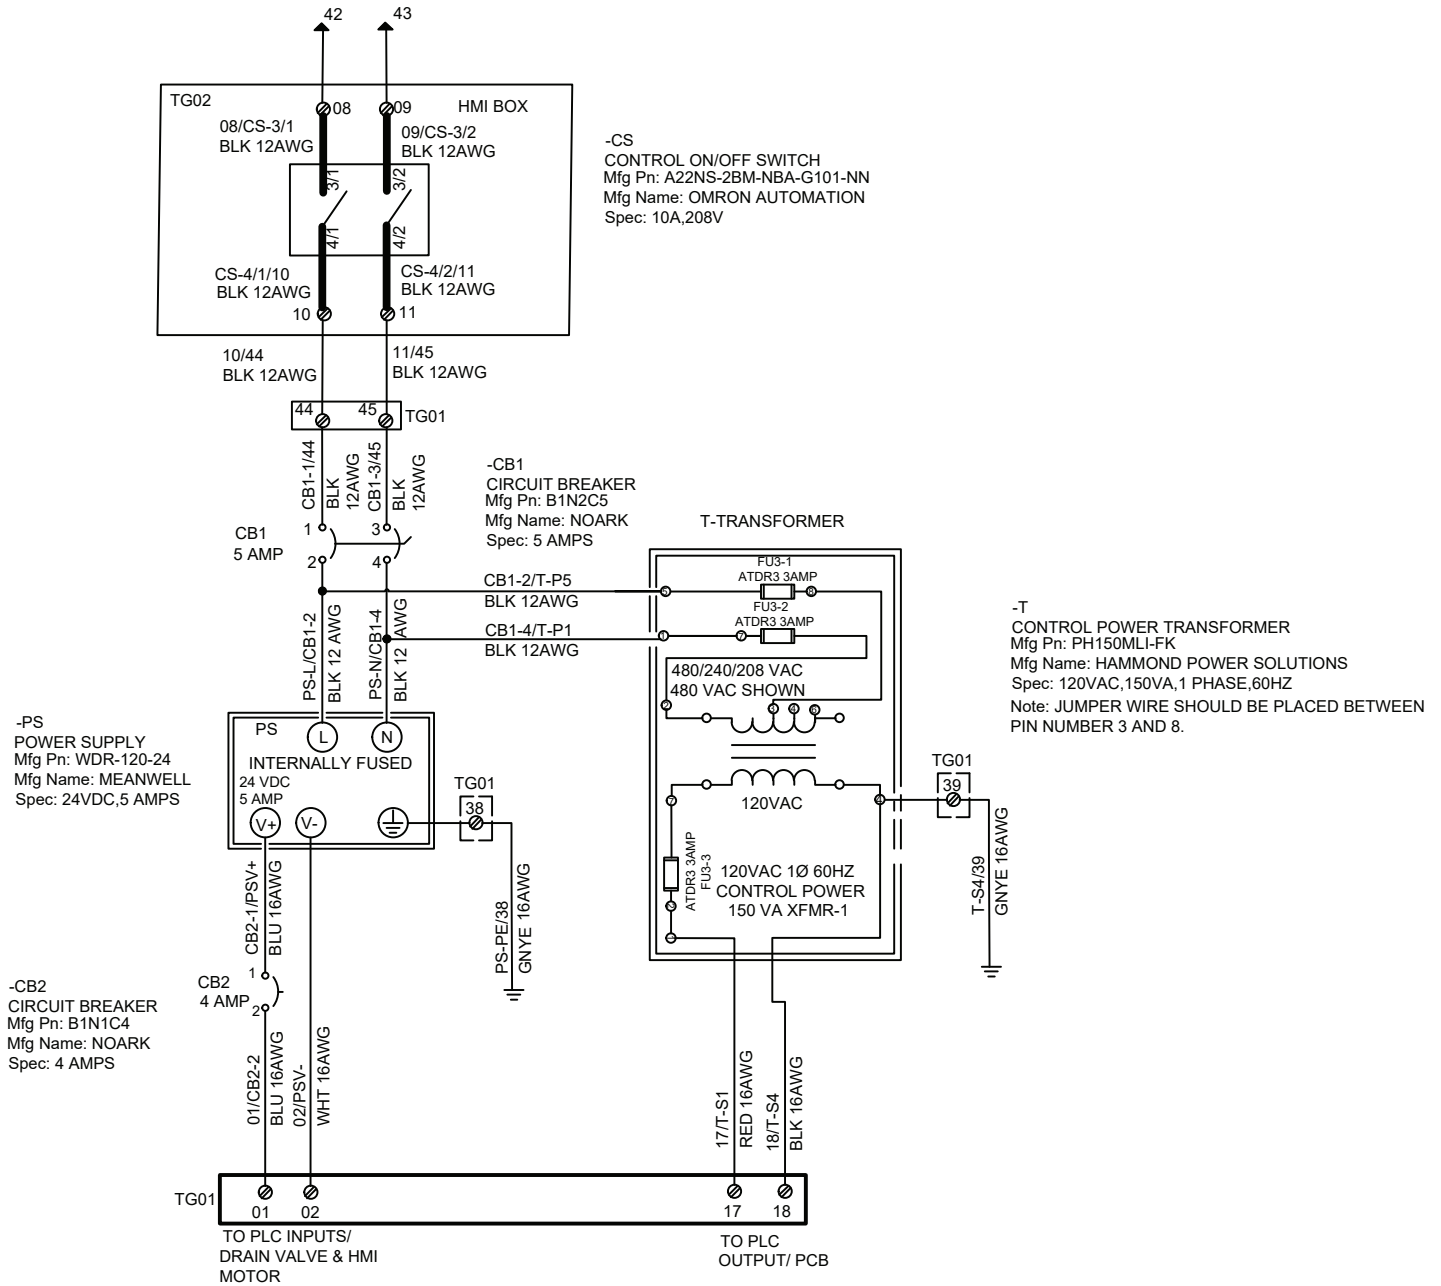 42
43
TG02
HMI BOX
08
09
08/CS-3/1
BLK 12AWG
09/CS-3/2
BLK 12AWG
3/1
3/2
4/1
4/2
CS-4/1/10
BLK 12AWG
CS-4/2/11
BLK 12AWG
10
11
-CS
CONTROL ON/OFF SWITCH
Mfg Pn: A22NS-2BM-NBA-G101-NN
Mfg Name: OMRON AUTOMATION
Spec: 10A,208V
10/44
BLK 12AWG
11/45
BLK 12AWG
44
45
TG01
CB1-1/44
BLK
12AWG
CB1-3/45
BLK
12AWG
-CB1
CIRCUIT BREAKER
Mfg Pn: B1N2C5
Mfg Name: NOARK
Spec: 5 AMPS
CB1
5 AMP
1
3
2
4
CB1-2/T-P5
BLK 12AWG
CB1-4/T-P1
BLK 12AWG
PS-L/CB1-2
BLK 12 AWG
PS-N/CB1-4
BLK 12 AWG
T-TRANSFORMER
FU3-1
ATDR3 3AMP
5
8
FU3-2
ATDR3 3AMP
1
7
480/240/208 VAC
480 VAC SHOWN
2
3
4
6
120VAC
7
4
ATDR3 3AMP
FU3-3
120VAC 1Ø 60HZ
CONTROL POWER
150 VA XFMR-1
2
1
-T
CONTROL POWER TRANSFORMER
Mfg Pn: PH150MLI-FK
Mfg Name: HAMMOND POWER SOLUTIONS
Spec: 120VAC,150VA,1 PHASE,60HZ
Note: JUMPER WIRE SHOULD BE PLACED BETWEEN
PIN NUMBER 3 AND 8.
TG01
39
T-S4/39
GNYE 16AWG
-PS
POWER SUPPLY
Mfg Pn: WDR-120-24
Mfg Name: MEANWELL
Spec: 24VDC,5 AMPS
PS
L
N
INTERNALLY FUSED
24 VDC
5 AMP
V+
V-
TG01
38
PS-PE/38
GNYE 16AWG
CB2-1/PSV+
BLU 16AWG
-CB2
CIRCUIT BREAKER
Mfg Pn: B1N1C4
Mfg Name: NOARK
Spec: 4 AMPS
CB2
4 AMP
1
2
01/CB2-2
BLU 16AWG
02/PSV-
WHT 16AWG
17/T-S1
RED 16AWG
18/T-S4
BLK 16AWG
TG01
01
02
17
18
TO PLC INPUTS/
DRAIN VALVE & HMI
MOTOR
TO PLC
OUTPUT/ PCB